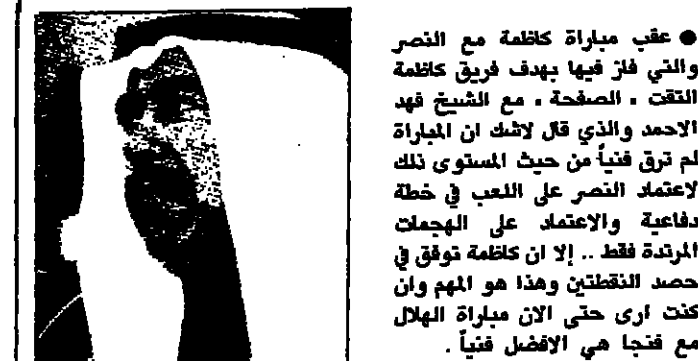 ● عقب مباراة كاظمة مع النصر
والتي فاز فيها بهدف فريق كاظمة
التقت « الصفحة » مع الشيخ فهد
الاحمد والذي قال لاشك ان المباراة
لم ترق فنياً من حيث المستوى ذلك
لاعتماد النصر على اللعب في خطة
دفاعية والاعتماد على الهجمات
المرتدة فقط .. إلا ان كاظمة توفق في
حصد النقطتين وهذا هو المهم وان
كنت ارى حتى الان مباراة الهلال
مع فنجا هي الافضل فنياً .